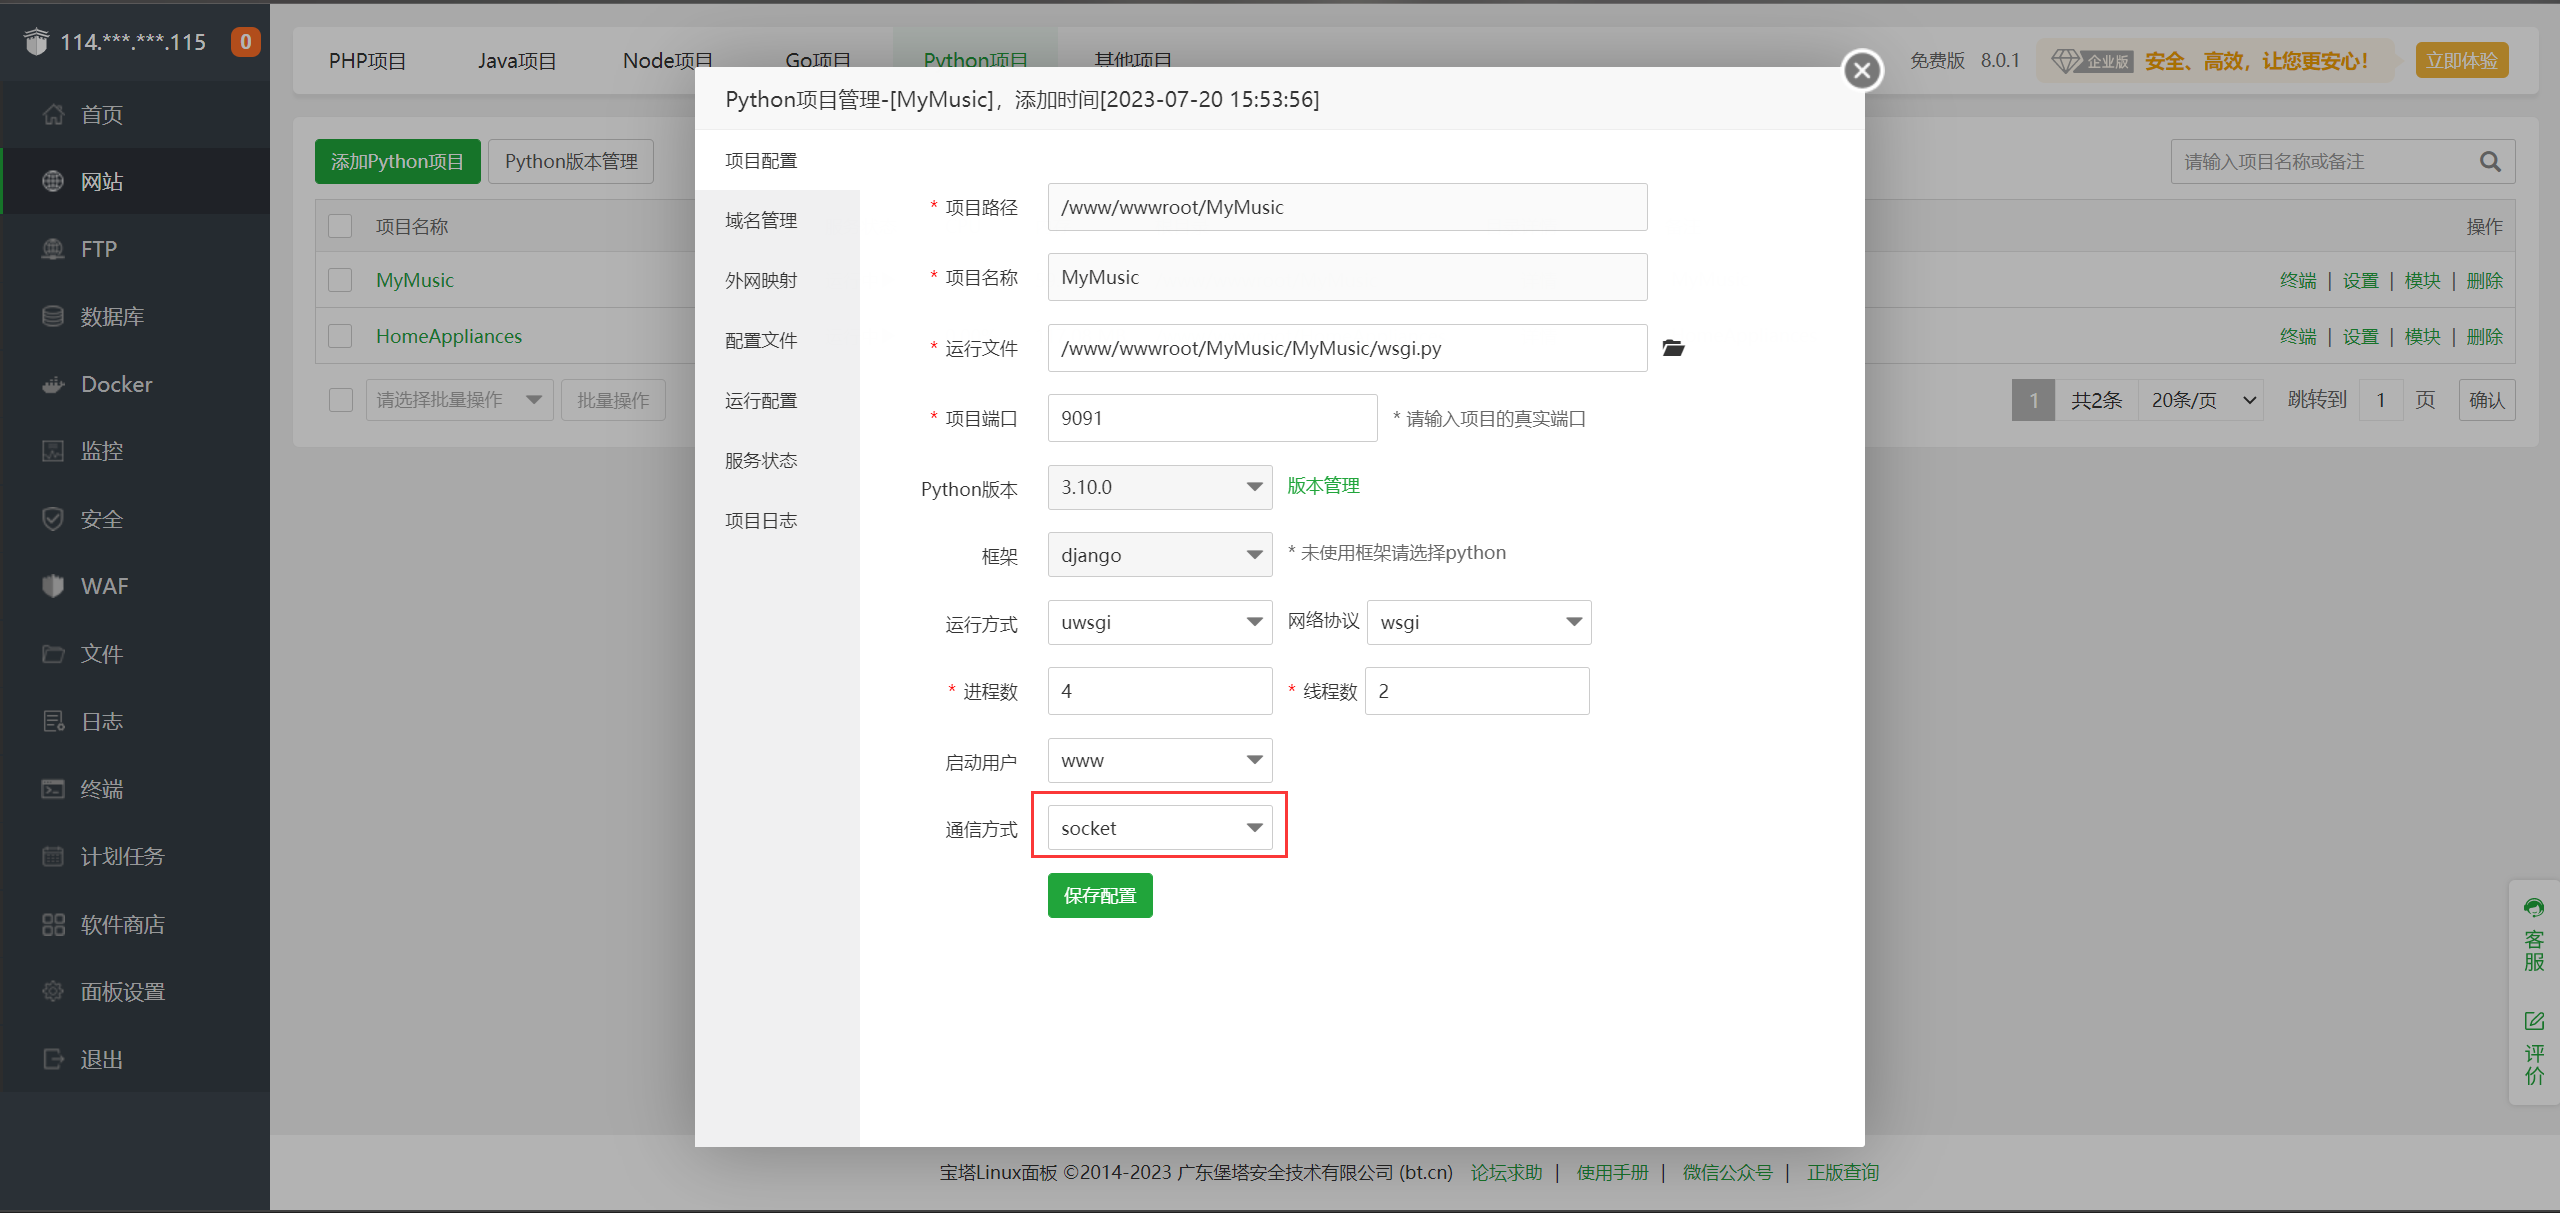 114.***.***.115 0
首页
网站
FTP
数据库
Docker
监控
安全
WAF
文件
日志
终端
计划任务
软件商店
面板设置
退出
PHP项目 Java项目 Node项目 Go项目 Python项目 其他项目
免费版 8.0.1 企业版 安全、高效，让您更安心！ 立即体验
添加Python项目 Python版本管理
请输入项目名称或备注
项目名称 操作
MyMusic 终端 | 设置 | 模块 | 删除
HomeAppliances 终端 | 设置 | 模块 | 删除
请选择批量操作 批量操作
1 共2条 20条/页 跳转到 1 页 确认
Python项目管理-[MyMusic]，添加时间[2023-07-20 15:53:56]
项目配置
域名管理
外网映射
配置文件
运行配置
服务状态
项目日志
* 项目路径 /www/wwwroot/MyMusic
* 项目名称 MyMusic
* 运行文件 /www/wwwroot/MyMusic/MyMusic/wsgi.py
* 项目端口 9091 * 请输入项目的真实端口
Python版本 3.10.0 版本管理
框架 django * 未使用框架请选择python
运行方式 uwsgi 网络协议 wsgi
* 进程数 4 * 线程数 2
启动用户 www
通信方式 socket
保存配置
客服
评价
宝塔Linux面板 ©2014-2023 广东堡塔安全技术有限公司 (bt.cn) 论坛求助 | 使用手册 | 微信公众号 | 正版查询